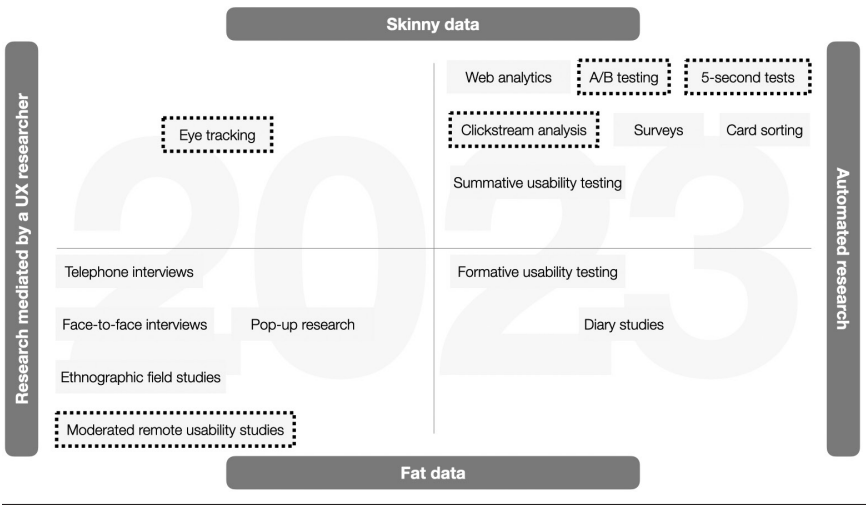 Skinny data
Research mediated by a UX researcher
Automated research
Web analytics
A/B testing
5-second tests
Eye tracking
Clickstream analysis
Surveys
Card sorting
Summative usability testing
Telephone interviews
Formative usability testing
Face-to-face interviews
Pop-up research
Diary studies
Ethnographic field studies
Moderated remote usability studies
Fat data
2023